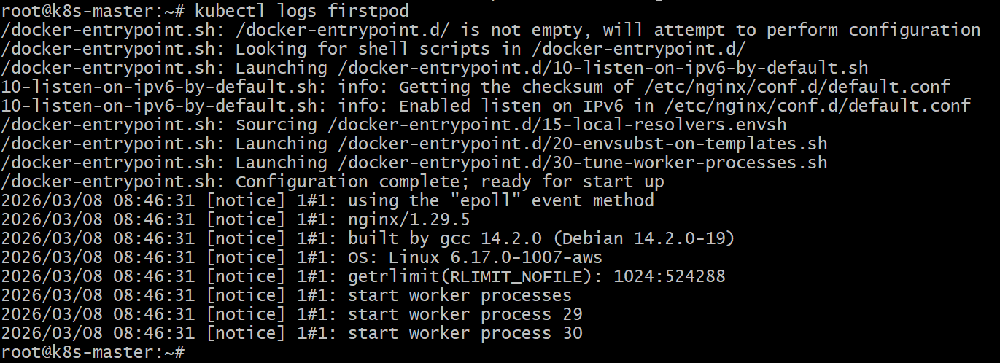 root@k8s-master:~# kubectl logs firstpod
/docker-entrypoint.sh: /docker-entrypoint.d/ is not empty, will attempt to perform configuration
/docker-entrypoint.sh: Looking for shell scripts in /docker-entrypoint.d/
/docker-entrypoint.sh: Launching /docker-entrypoint.d/10-listen-on-ipv6-by-default.sh
10-listen-on-ipv6-by-default.sh: info: Getting the checksum of /etc/nginx/conf.d/default.conf
10-listen-on-ipv6-by-default.sh: info: Enabled listen on IPv6 in /etc/nginx/conf.d/default.conf
/docker-entrypoint.sh: Sourcing /docker-entrypoint.d/15-local-resolvers.envsh
/docker-entrypoint.sh: Launching /docker-entrypoint.d/20-envsubst-on-templates.sh
/docker-entrypoint.sh: Launching /docker-entrypoint.d/30-tune-worker-processes.sh
/docker-entrypoint.sh: Configuration complete; ready for start up
2026/03/08 08:46:31 [notice] 1#1: using the "epoll" event method
2026/03/08 08:46:31 [notice] 1#1: nginx/1.29.5
2026/03/08 08:46:31 [notice] 1#1: built by gcc 14.2.0 (Debian 14.2.0-19)
2026/03/08 08:46:31 [notice] 1#1: OS: Linux 6.17.0-1007-aws
2026/03/08 08:46:31 [notice] 1#1: getrlimit(RLIMIT_NOFILE): 1024:524288
2026/03/08 08:46:31 [notice] 1#1: start worker processes
2026/03/08 08:46:31 [notice] 1#1: start worker process 29
2026/03/08 08:46:31 [notice] 1#1: start worker process 30
root@k8s-master:~#